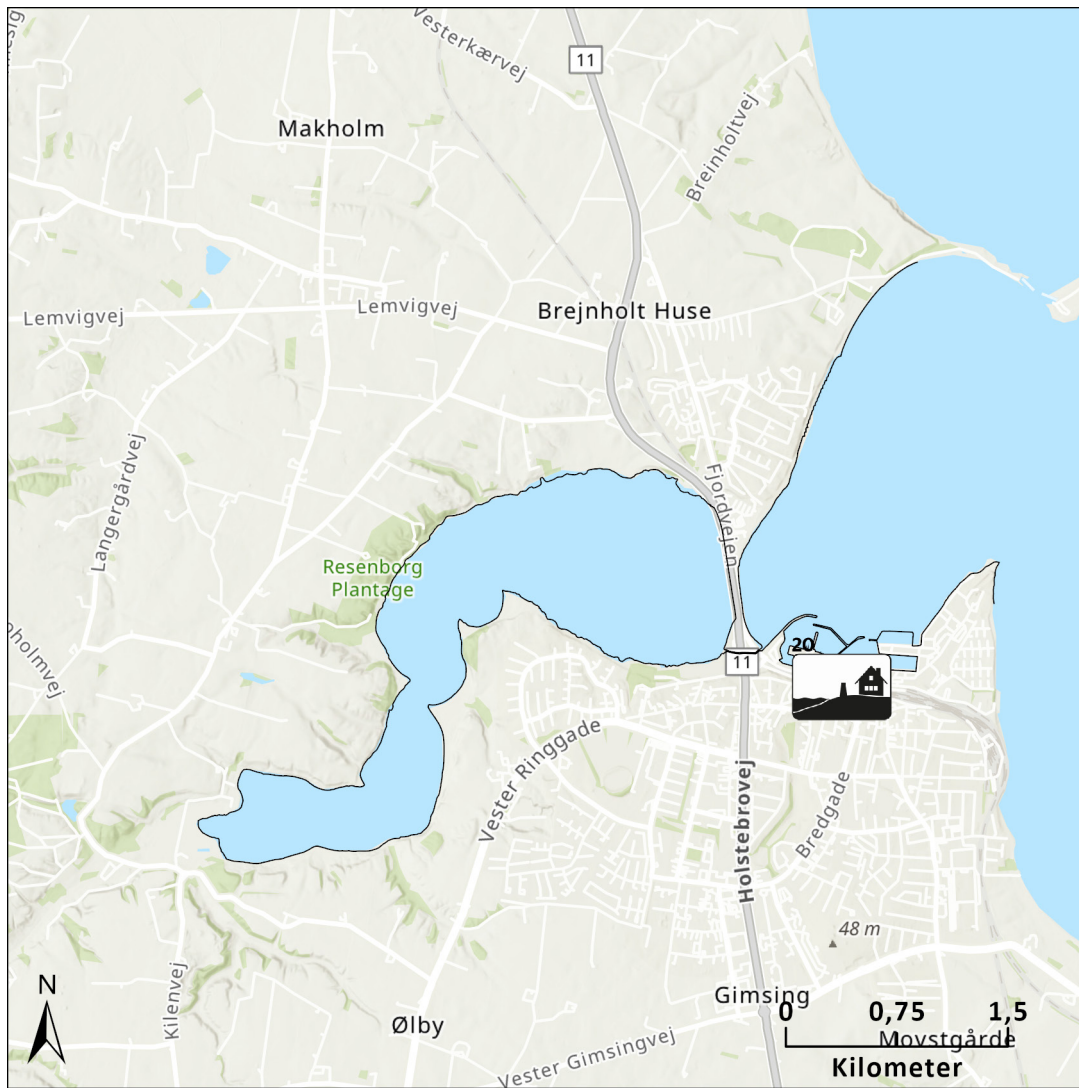 Vesterkærvej
11
Makholm
Breinholtvej
Lemvigvej
Lemvigvej
Brejnholt Huse
Langergårdvej
Fjordvejen
Resenborg
Plantage
20
11
Vester Ringgade
Holstebrovej
Bredgade
48 m
Kilenvej
Ølby
Gimsing
Vester Gimsingvej
Movstgårde
N
0 0,75 1,5
Kilometer